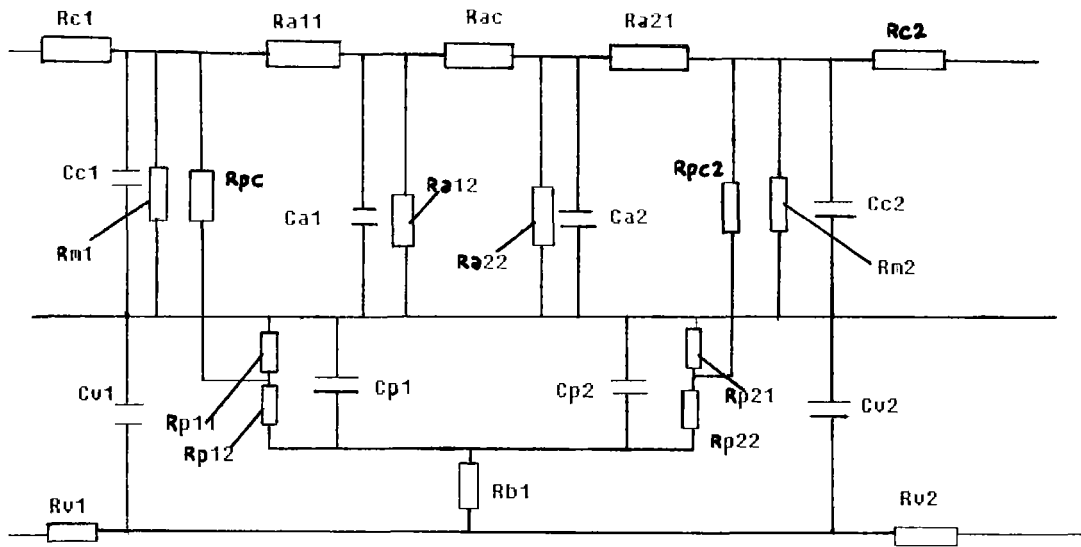 Rc1 Ra11 Rac Ra21 Rc2
Cc1 Rpc Ra12 Rpc2 Cc2
Ca1 Ca2
Rm1 Ra22 Rm2
Cv1 Cp1 Cp2 Rp21 Cv2
Rp11
Rp12 Rp22
Rb1
Rv1 Rv2